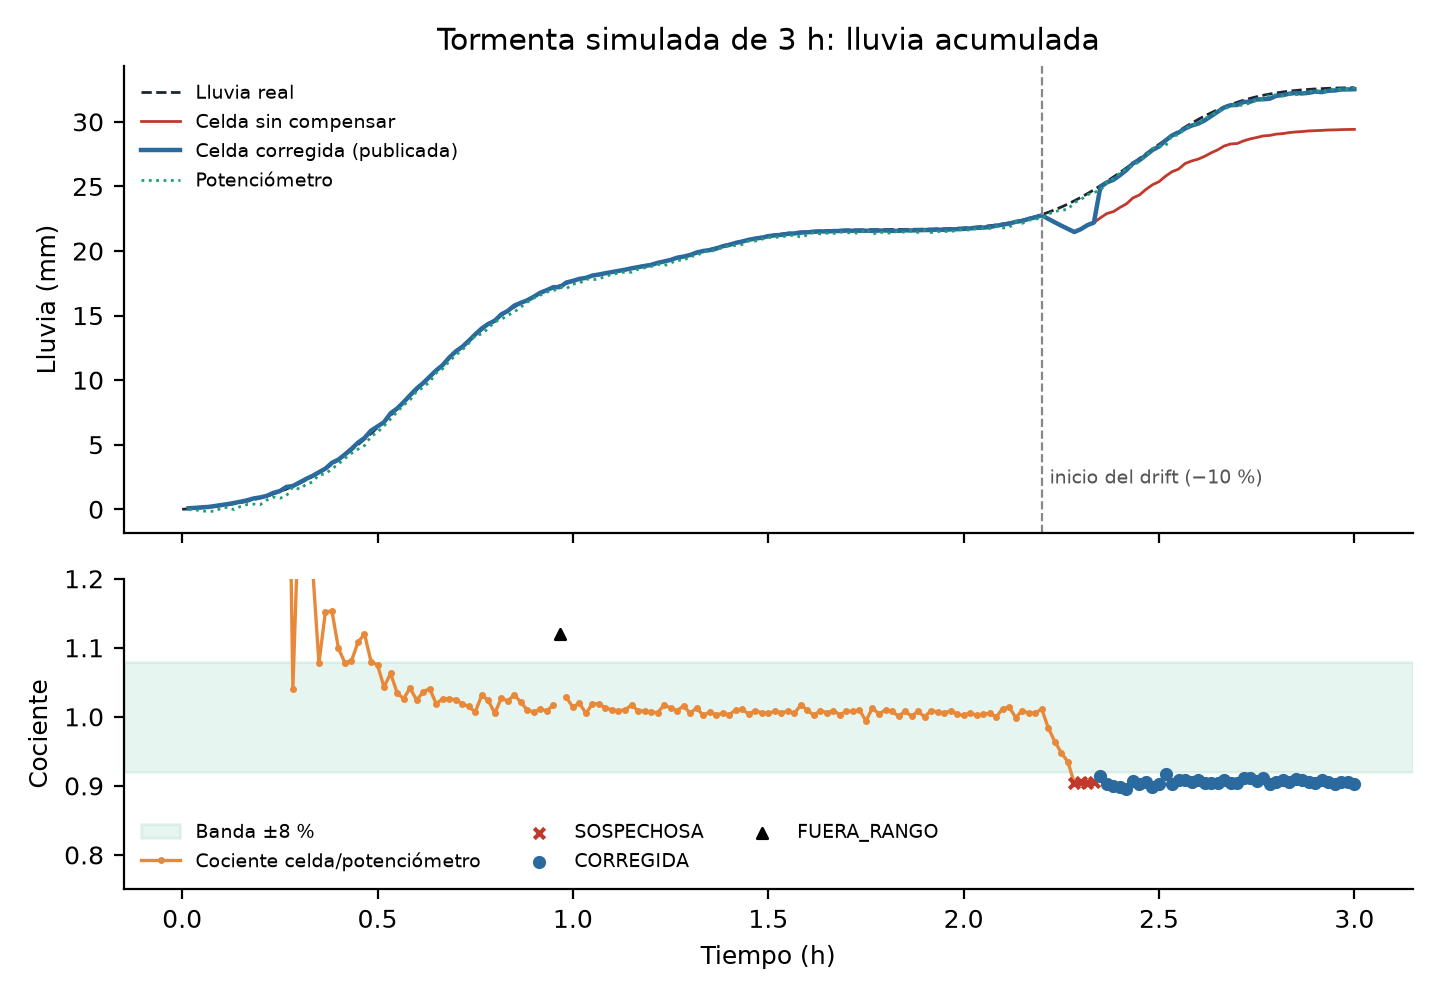 Tormenta simulada de 3 h: lluvia acumulada
Lluvia real
Celda sin compensar
Celda corregida (publicada)
Potenciómetro
Lluvia (mm)
30
25
20
15
10
5
0
inicio del drift (−10 %)
Cociente
1.2
1.1
1.0
0.9
0.8
Banda ±8 %
Cociente celda/potenciómetro
SOSPECHOSA
CORREGIDA
FUERA_RANGO
0.0 0.5 1.0 1.5 2.0 2.5 3.0
Tiempo (h)